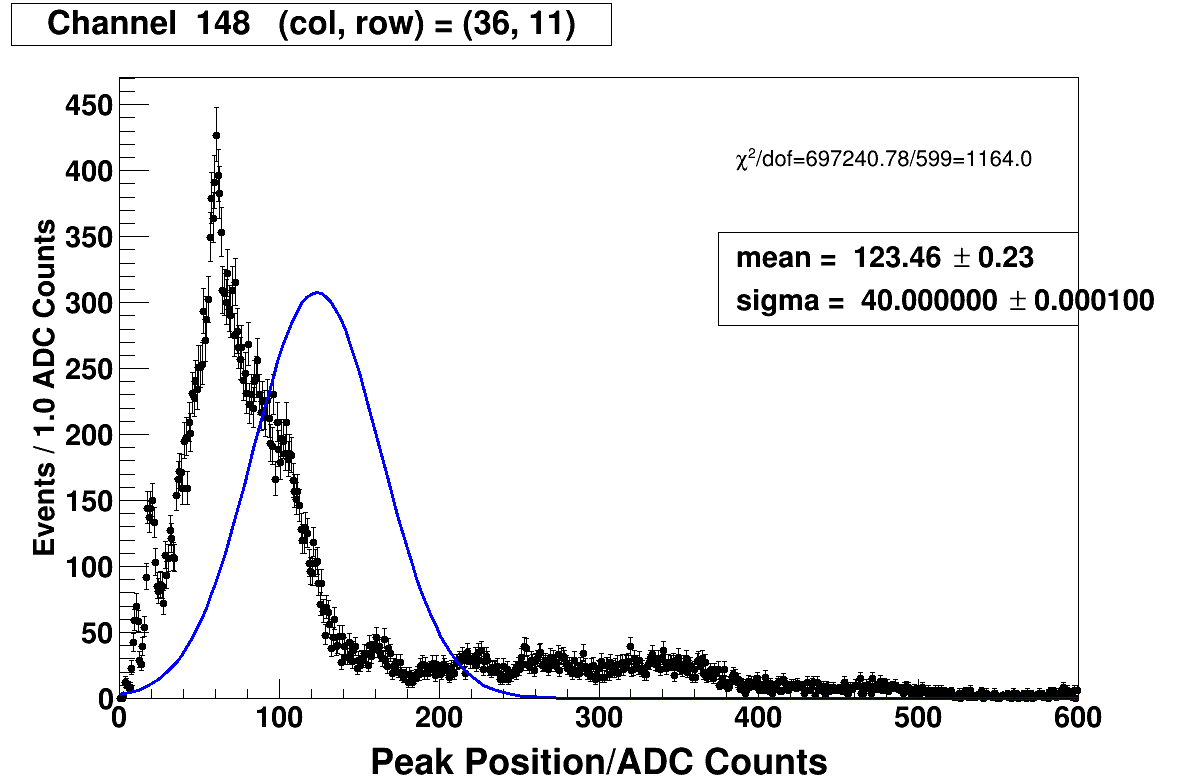 Channel 148 (col, row) = (36, 11)
χ²/dof=697240.78/599=1164.0
mean = 123.46 ± 0.23
sigma = 40.000000 ± 0.000100
Events / 1.0 ADC Counts
450
400
350
300
250
200
150
100
50
0
0 100 200 300 400 500 600
Peak Position/ADC Counts